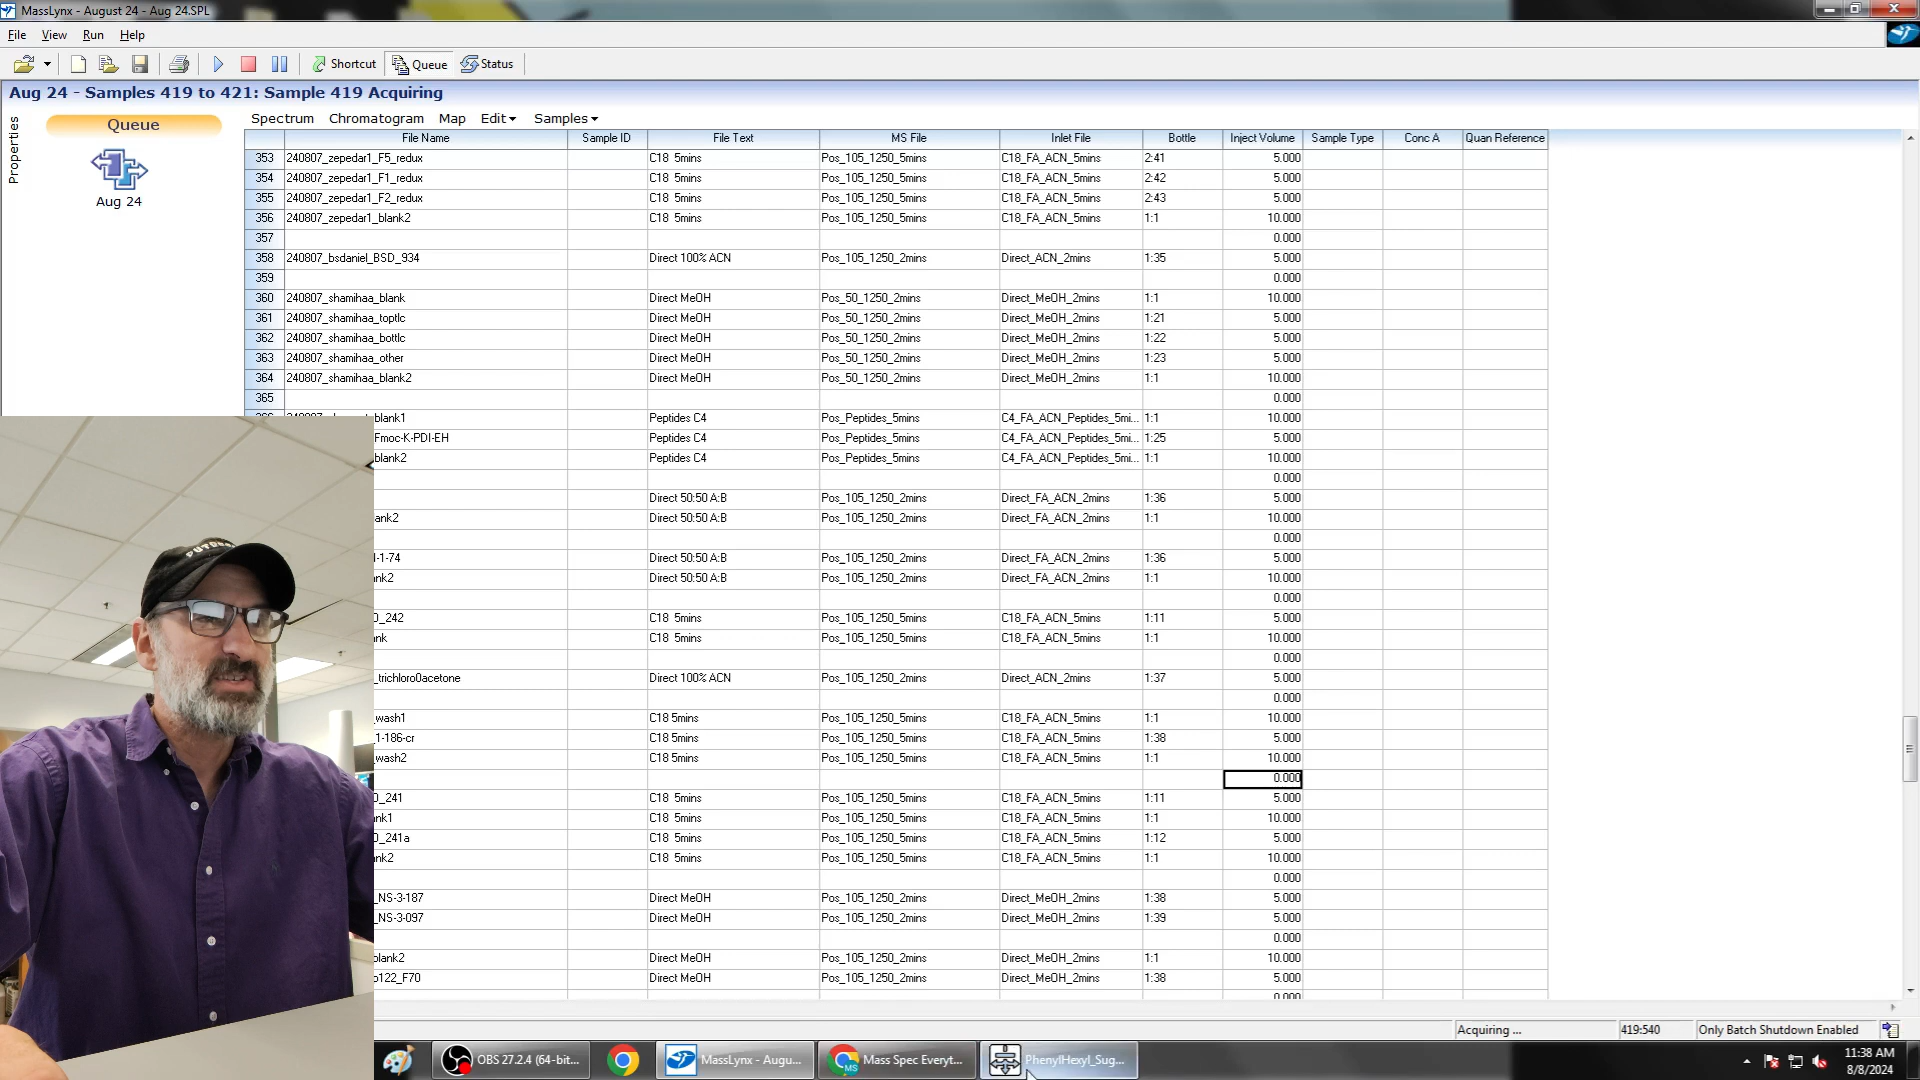 MassLynx - August 24 - Aug 24.SPL
File View Run Help
Shortcut Queue Status
Aug 24 - Samples 419 to 421: Sample 419 Acquiring
Properties
Queue
Aug 24
Spectrum Chromatogram Map Edit Samples
File Name Sample ID File Text MS File Inlet File Bottle Inject Volume Sample Type Conc A Quan Reference
353 240807_zepedar1_F5_redux C18 5mins Pos_105_1250_5mins C18_FA_ACN_5mins 2:41 5.000
354 240807_zepedar1_F1_redux C18 5mins Pos_105_1250_5mins C18_FA_ACN_5mins 2:42 5.000
355 240807_zepedar1_F2_redux C18 5mins Pos_105_1250_5mins C18_FA_ACN_5mins 2:43 5.000
356 240807_zepedar1_blank2 C18 5mins Pos_105_1250_5mins C18_FA_ACN_5mins 1:1 10.000
357 0.000
358 240807_bsdaniel_BSD_934 Direct 100% ACN Pos_105_1250_2mins Direct_ACN_2mins 1:35 5.000
359 0.000
360 240807_shamihaa_blank Direct MeOH Pos_50_1250_2mins Direct_MeOH_2mins 1:1 10.000
361 240807_shamihaa_toptlc Direct MeOH Pos_50_1250_2mins Direct_MeOH_2mins 1:21 5.000
362 240807_shamihaa_bottlc Direct MeOH Pos_50_1250_2mins Direct_MeOH_2mins 1:22 5.000
363 240807_shamihaa_other Direct MeOH Pos_50_1250_2mins Direct_MeOH_2mins 1:23 5.000
364 240807_shamihaa_blank2 Direct MeOH Pos_50_1250_2mins Direct_MeOH_2mins 1:1 10.000
365 0.000
blank1 Peptides C4 Pos_Peptides_5mins C4_FA_ACN_Peptides_5mi... 1:1 10.000
Fmoc-K-PDI-EH Peptides C4 Pos_Peptides_5mins C4_FA_ACN_Peptides_5mi... 1:25 5.000
blank2 Peptides C4 Pos_Peptides_5mins C4_FA_ACN_Peptides_5mi... 1:1 10.000
0.000
Direct 50:50 A:B Pos_105_1250_2mins Direct_FA_ACN_2mins 1:36 5.000
ank2 Direct 50:50 A:B Pos_105_1250_2mins Direct_FA_ACN_2mins 1:1 10.000
0.000
-1-74 Direct 50:50 A:B Pos_105_1250_2mins Direct_FA_ACN_2mins 1:36 5.000
nk2 Direct 50:50 A:B Pos_105_1250_2mins Direct_FA_ACN_2mins 1:1 10.000
0.000
_242 C18 5mins Pos_105_1250_5mins C18_FA_ACN_5mins 1:11 5.000
nk C18 5mins Pos_105_1250_5mins C18_FA_ACN_5mins 1:1 10.000
0.000
_trichloro0acetone Direct 100% ACN Pos_105_1250_2mins Direct_ACN_2mins 1:37 5.000
0.000
_wash1 C18 5mins Pos_105_1250_5mins C18_FA_ACN_5mins 1:1 10.000
_1-186-cr C18 5mins Pos_105_1250_5mins C18_FA_ACN_5mins 1:38 5.000
_wash2 C18 5mins Pos_105_1250_5mins C18_FA_ACN_5mins 1:1 10.000
0.000
_241 C18 5mins Pos_105_1250_5mins C18_FA_ACN_5mins 1:11 5.000
nk1 C18 5mins Pos_105_1250_5mins C18_FA_ACN_5mins 1:1 10.000
_241a C18 5mins Pos_105_1250_5mins C18_FA_ACN_5mins 1:12 5.000
nk2 C18 5mins Pos_105_1250_5mins C18_FA_ACN_5mins 1:1 10.000
0.000
_NS-3-187 Direct MeOH Pos_105_1250_2mins Direct_MeOH_2mins 1:38 5.000
_NS-3-097 Direct MeOH Pos_105_1250_2mins Direct_MeOH_2mins 1:39 5.000
0.000
blank2 Direct MeOH Pos_105_1250_2mins Direct_MeOH_2mins 1:1 10.000
p122_F70 Direct MeOH Pos_105_1250_2mins Direct_MeOH_2mins 1:38 5.000
0.000
Acquiring ... 419:540 Only Batch Shutdown Enabled
OBS 27.2.4 (64-bit... MassLynx - Augu... MS Mass Spec Everyt... PhenylHexyl_Sug...
11:38 AM
8/8/2024